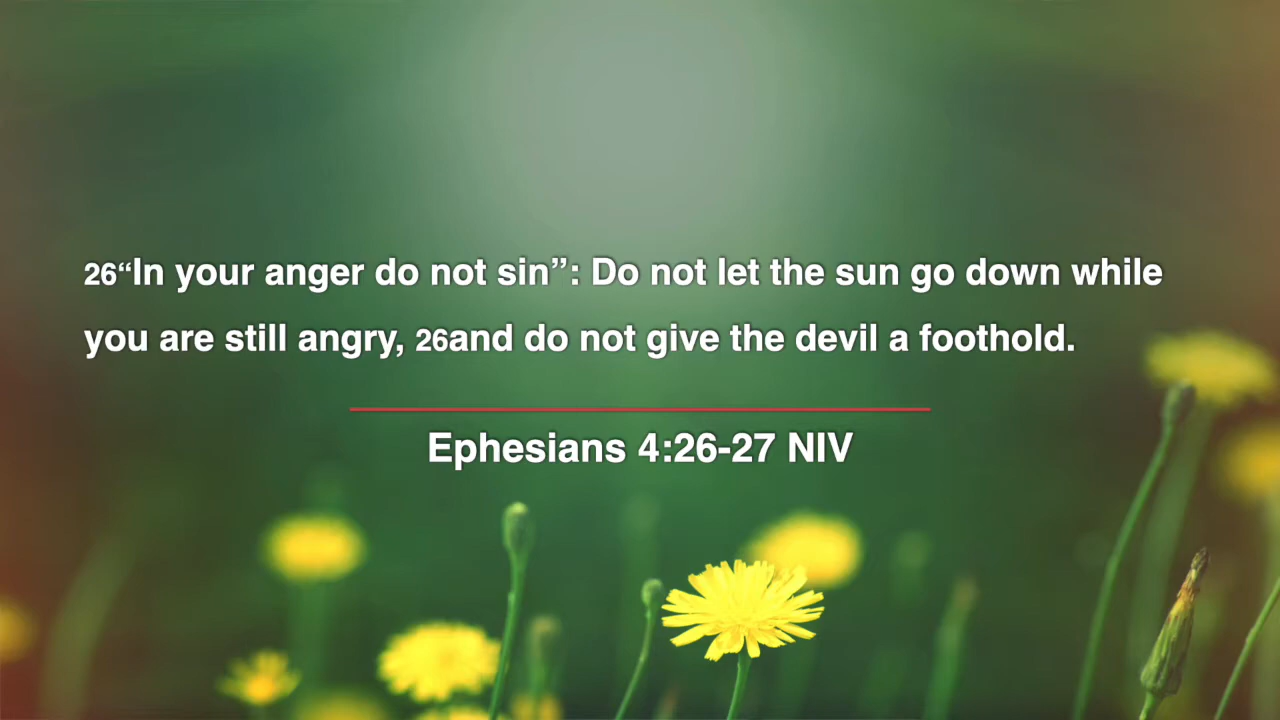 26“In your anger do not sin”: Do not let the sun go down while
you are still angry, 26and do not give the devil a foothold.
Ephesians 4:26-27 NIV